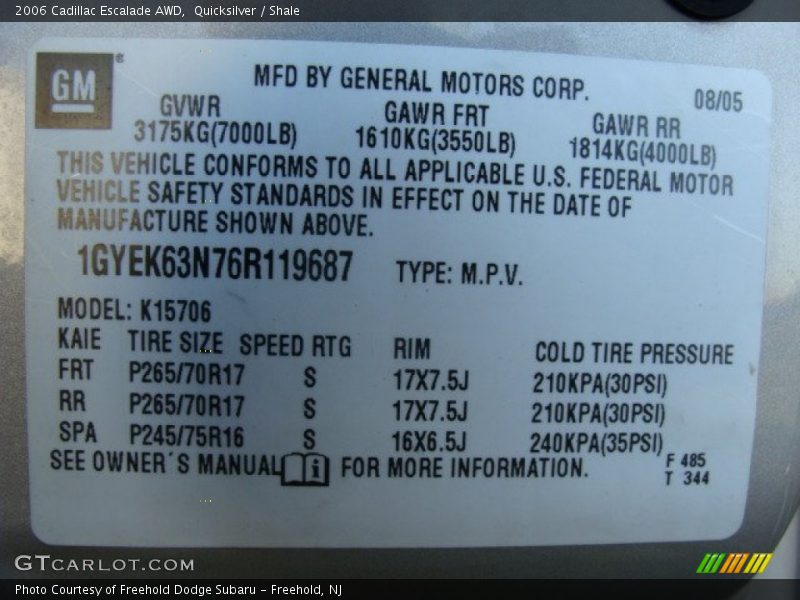 2006 Cadillac Escalade AWD, Quicksilver / Shale
GM®
MFD BY GENERAL MOTORS CORP.
08/05
GVWR GAWR FRT GAWR RR
3175KG(7000LB) 1610KG(3550LB) 1814KG(4000LB)
THIS VEHICLE CONFORMS TO ALL APPLICABLE U.S. FEDERAL MOTOR
VEHICLE SAFETY STANDARDS IN EFFECT ON THE DATE OF
MANUFACTURE SHOWN ABOVE.
1GYEK63N76R119687 TYPE: M.P.V.
MODEL: K15706
KAIE TIRE SIZE SPEED RTG RIM COLD TIRE PRESSURE
FRT P265/70R17 S 17X7.5J 210KPA(30PSI)
RR P265/70R17 S 17X7.5J 210KPA(30PSI)
SPA P245/75R16 S 16X6.5J 240KPA(35PSI)
SEE OWNER´S MANUAL i FOR MORE INFORMATION.
F 485
T 344
GTCARLOT.COM
Photo Courtesy of Freehold Dodge Subaru - Freehold, NJ